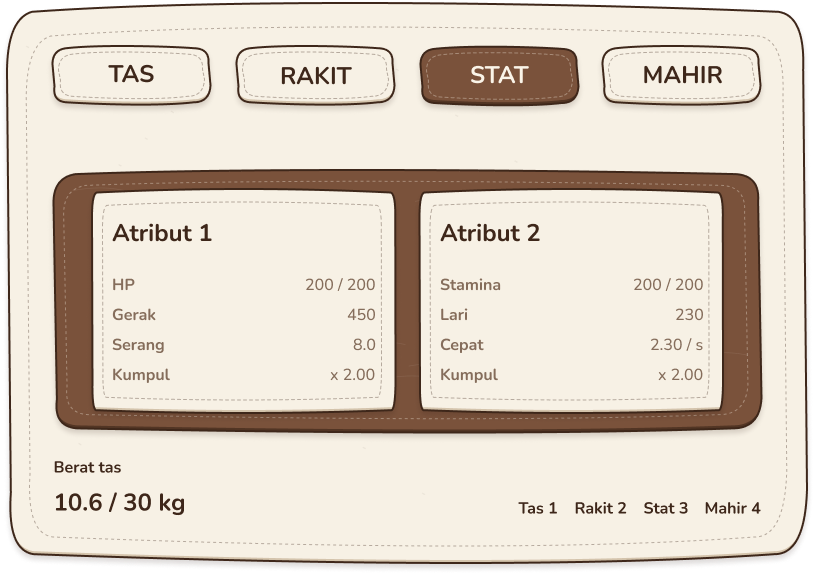 TAS RAKIT STAT MAHIR
Atribut 1
HP 200 / 200
Gerak 450
Serang 8.0
Kumpul x 2.00
Atribut 2
Stamina 200 / 200
Lari 230
Cepat 2.30 / s
Kumpul x 2.00
Berat tas
10.6 / 30 kg
Tas 1 Rakit 2 Stat 3 Mahir 4